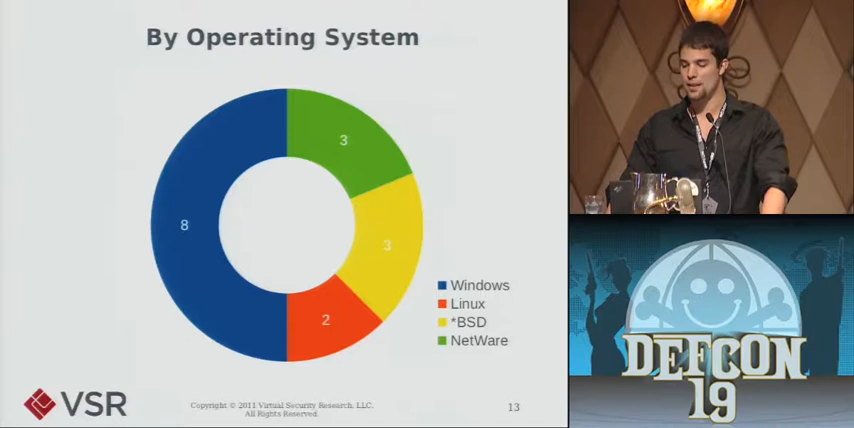 By Operating System
3
8
3
2
Windows
Linux
*BSD
NetWare
VSR
Copyright © 2011 Virtual Security Research, LLC.
All Rights Reserved.
13
DEFCON
19